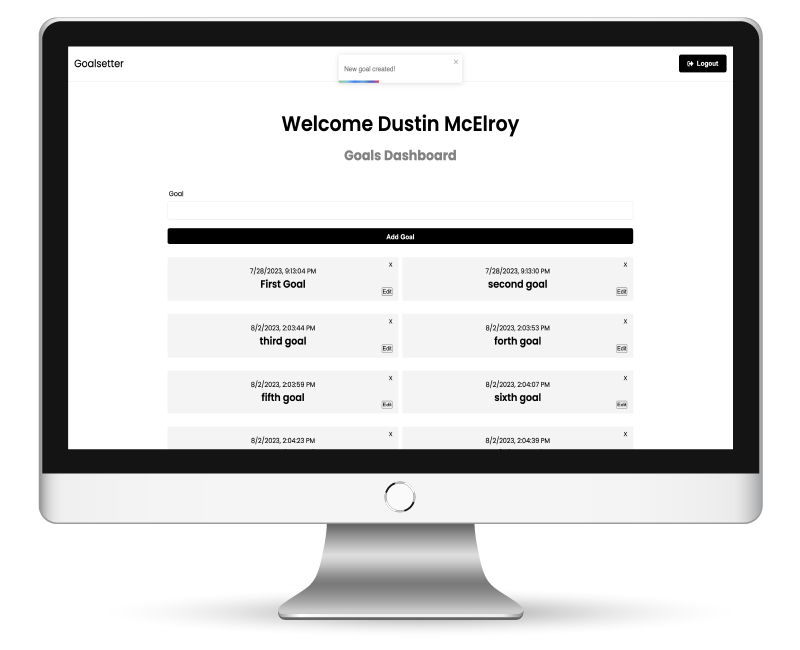 Goalsetter
New goal created!
×
Logout
Welcome Dustin McElroy
Goals Dashboard
Goal
Add Goal
X
7/28/2023, 9:13:04 PM
First Goal
Edit
X
7/28/2023, 9:13:10 PM
second goal
Edit
X
8/2/2023, 2:03:44 PM
third goal
Edit
X
8/2/2023, 2:03:53 PM
forth goal
Edit
X
8/2/2023, 2:03:59 PM
fifth goal
Edit
X
8/2/2023, 2:04:07 PM
sixth goal
Edit
X
8/2/2023, 2:04:23 PM
X
8/2/2023, 2:04:39 PM